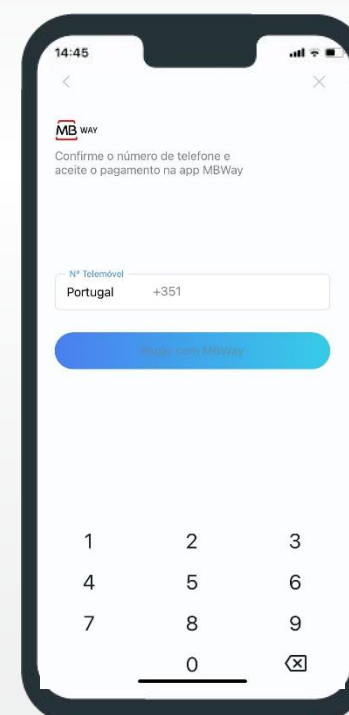 14:45
MB WAY
Confirme o número de telefone e
aceite o pagamento na app MBWay
Nº Telemóvel
Portugal +351
Pagar com MBWay
1 2 3
4 5 6
7 8 9
0